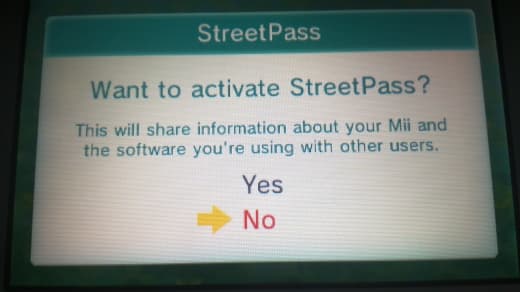 StreetPass
Want to activate StreetPass?
This will share information about your Mii and
the software you're using with other users.
Yes
No